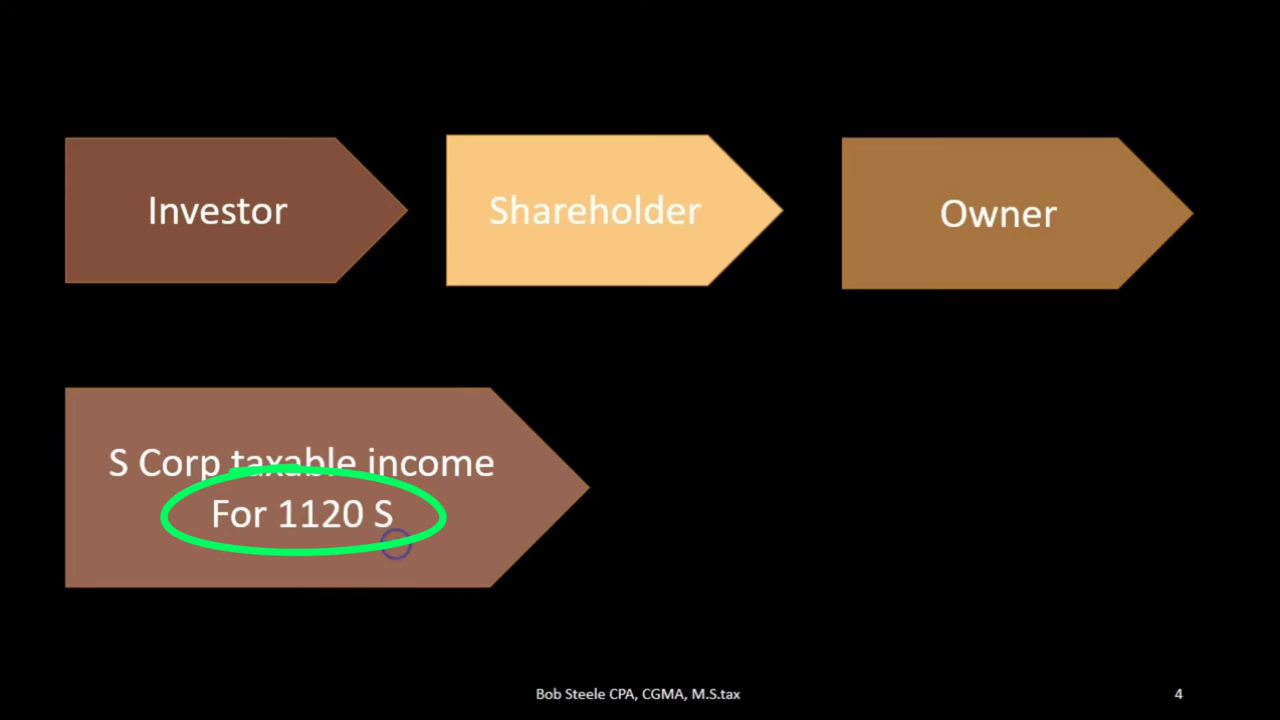 Investor
Shareholder
Owner
S Corp taxable income
For 1120 S
Bob Steele CPA, CGMA, M.S.tax
4